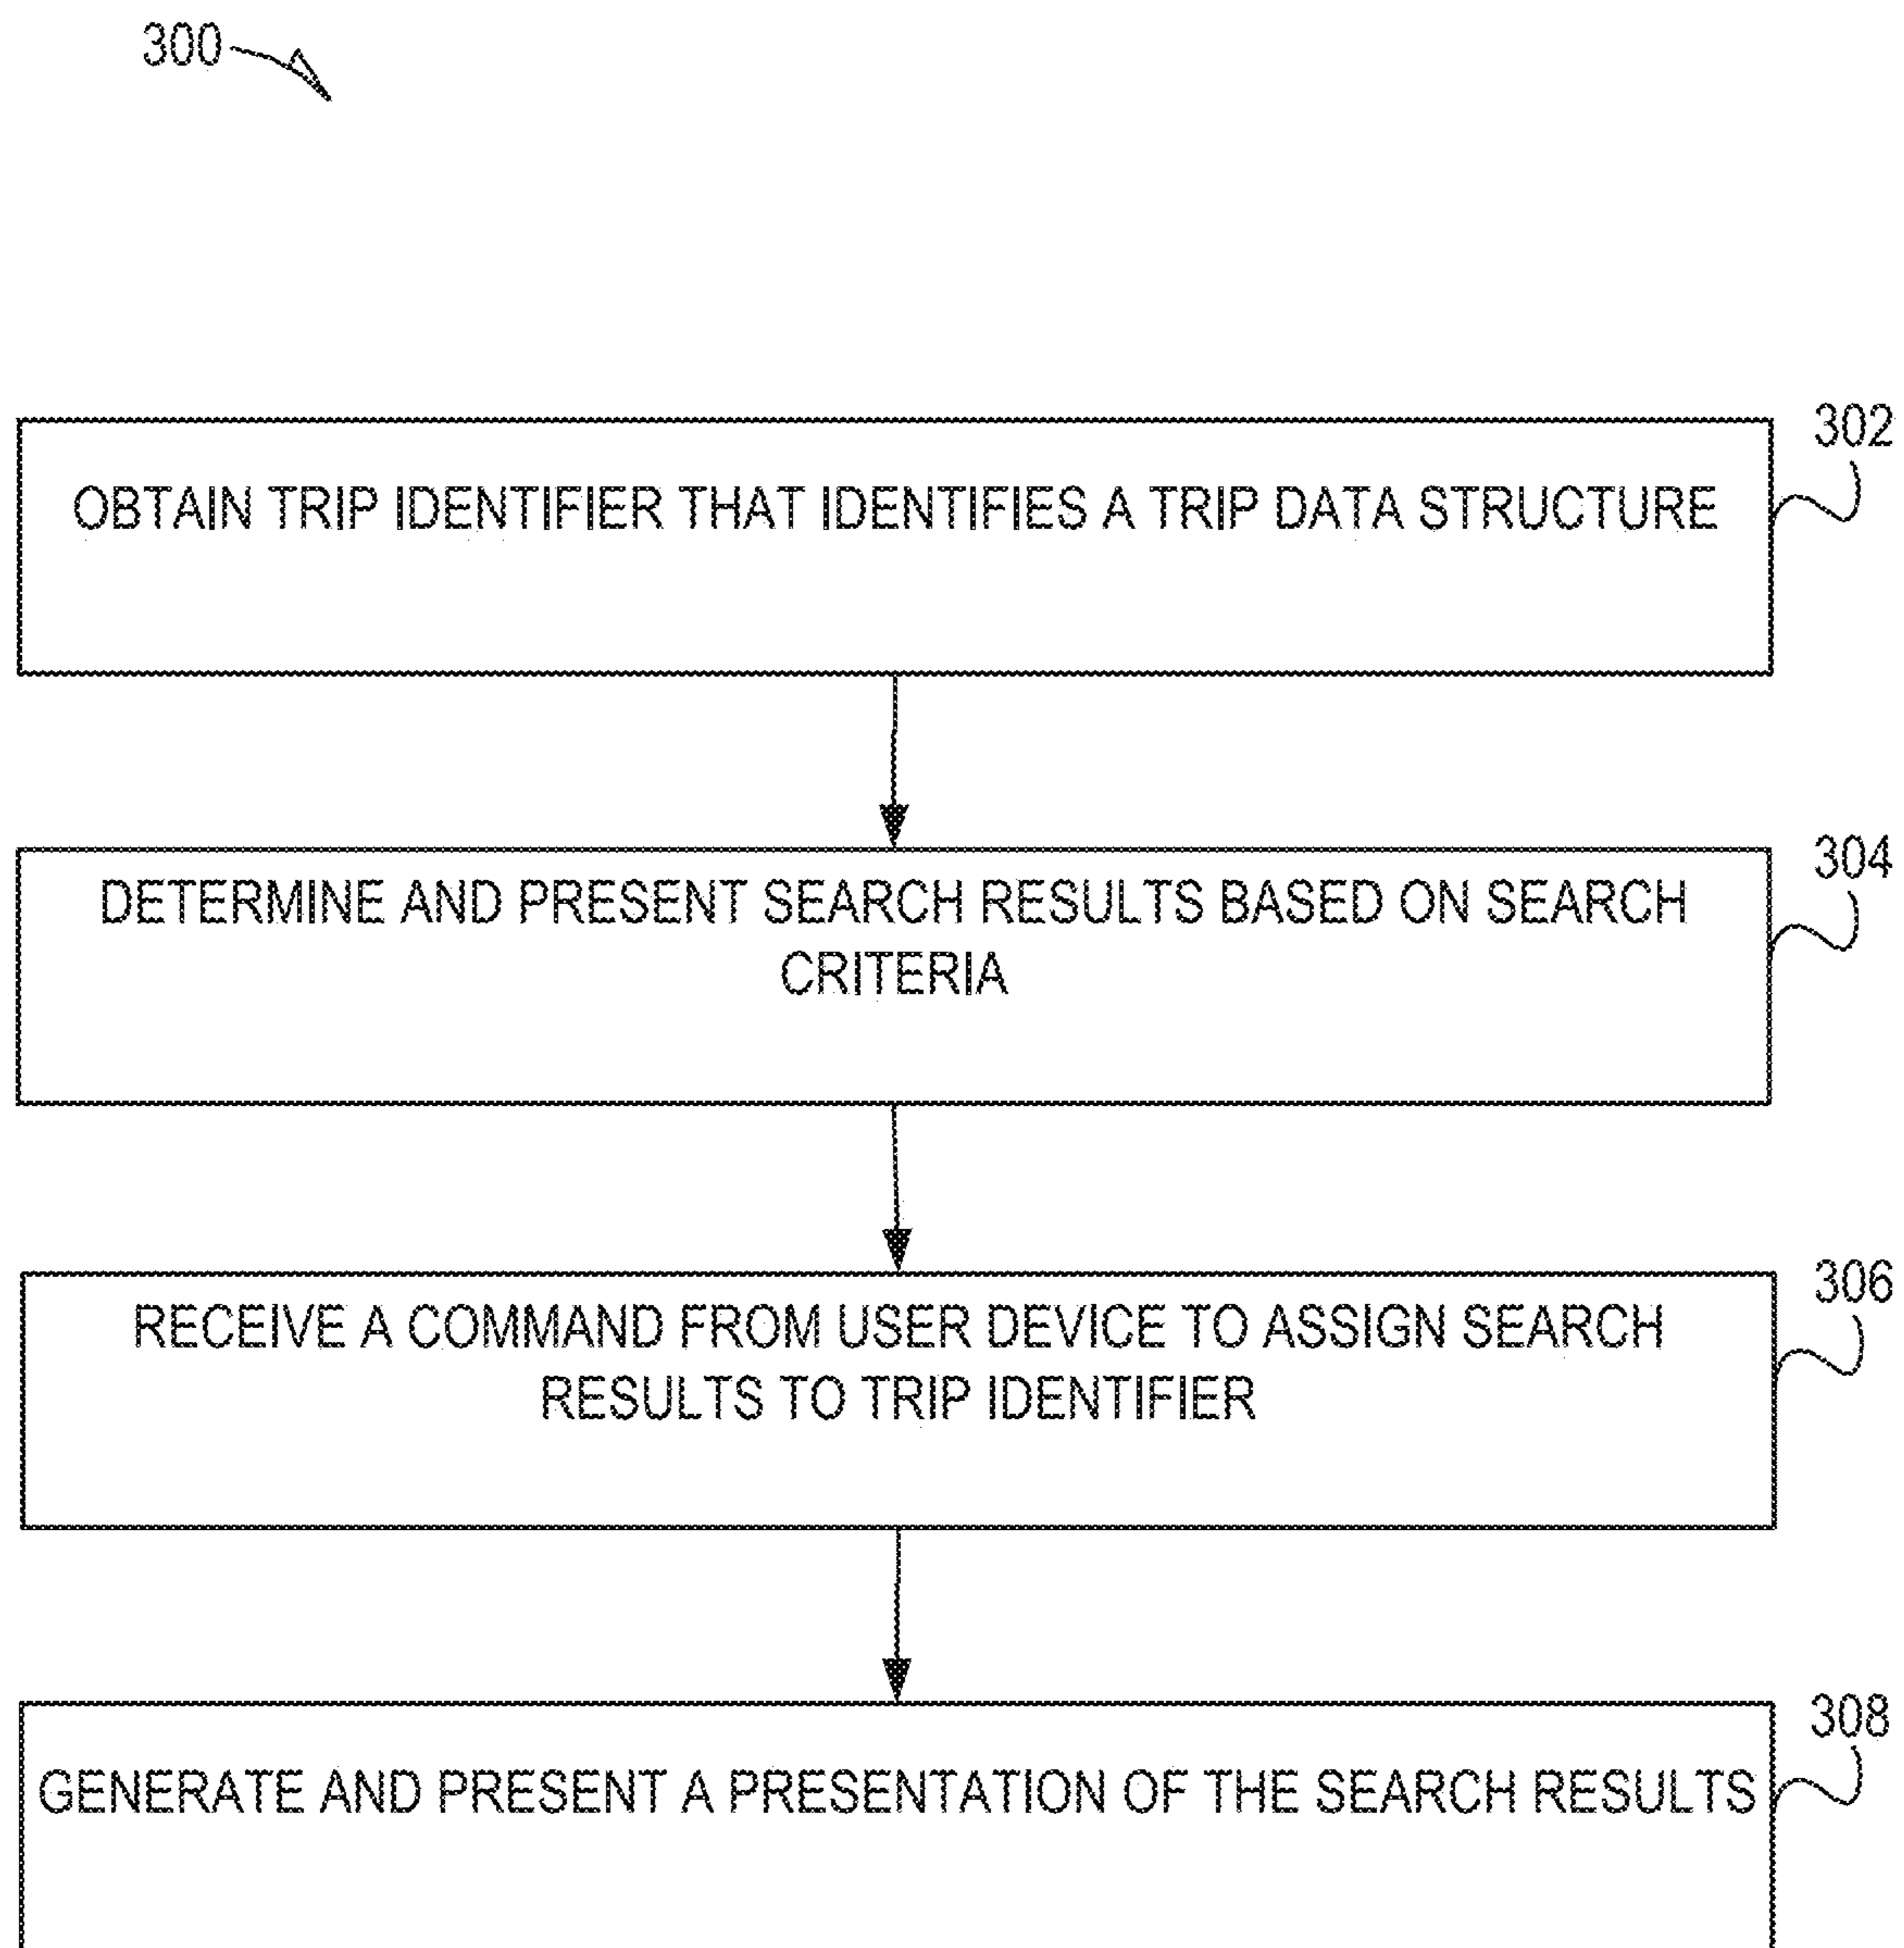 300
302
OBTAIN TRIP IDENTIFIER THAT IDENTIFIES A TRIP DATA STRUCTURE
304
DETERMINE AND PRESENT SEARCH RESULTS BASED ON SEARCH
CRITERIA
306
RECEIVE A COMMAND FROM USER DEVICE TO ASSIGN SEARCH
RESULTS TO TRIP IDENTIFIER
308
GENERATE AND PRESENT A PRESENTATION OF THE SEARCH RESULTS